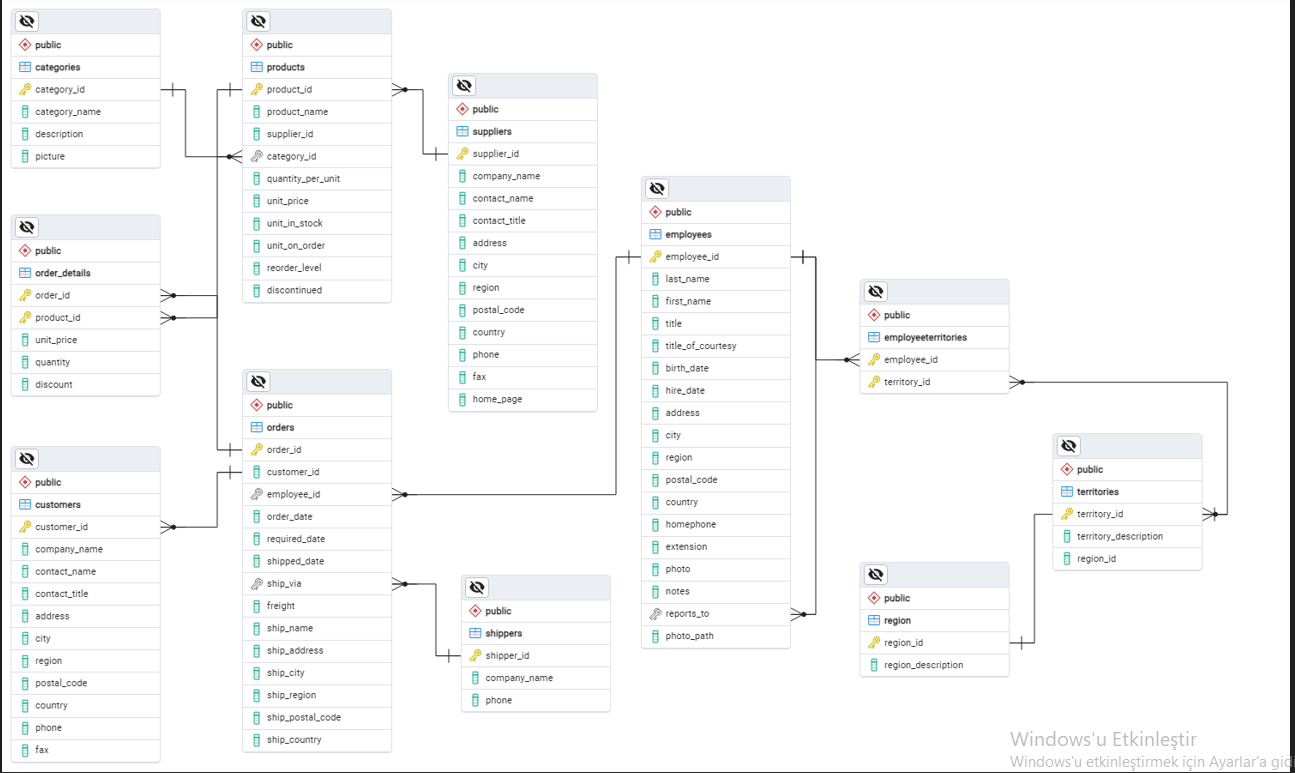 public
categories
category_id
category_name
description
picture
public
products
product_id
product_name
supplier_id
category_id
quantity_per_unit
unit_price
unit_in_stock
unit_on_order
reorder_level
discontinued
public
suppliers
supplier_id
company_name
contact_name
contact_title
address
city
region
postal_code
country
phone
fax
home_page
public
order_details
order_id
product_id
unit_price
quantity
discount
public
orders
order_id
customer_id
employee_id
order_date
required_date
shipped_date
ship_via
freight
ship_name
ship_address
ship_city
ship_region
ship_postal_code
ship_country
public
customers
customer_id
company_name
contact_name
contact_title
address
city
region
postal_code
country
phone
fax
public
shippers
shipper_id
company_name
phone
public
employees
employee_id
last_name
first_name
title
title_of_courtesy
birth_date
hire_date
address
city
region
postal_code
country
homephone
extension
photo
notes
reports_to
photo_path
public
employeeterritories
employee_id
territory_id
public
territories
territory_id
territory_description
region_id
public
region
region_id
region_description
Windows'u Etkinleştir
Windows'u etkinleştirmek için Ayarlar'a gidi